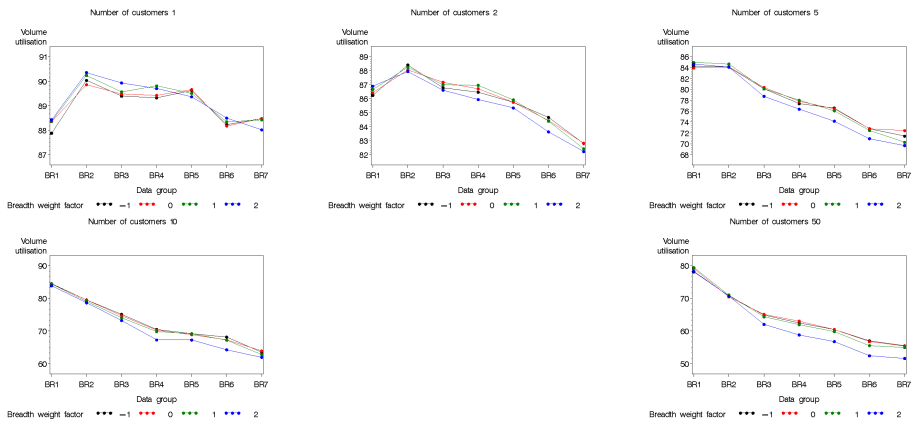 Number of customers 1
Volume
utilisation
91
90
89
88
87
BR1 BR2 BR3 BR4 BR5 BR6 BR7
Data group
Breadth weight factor −1 0 1 2
Number of customers 2
Volume
utilisation
89
88
87
86
85
84
83
82
BR1 BR2 BR3 BR4 BR5 BR6 BR7
Data group
Breadth weight factor −1 0 1 2
Number of customers 5
Volume
utilisation
86
84
82
80
78
76
74
72
70
68
BR1 BR2 BR3 BR4 BR5 BR6 BR7
Data group
Breadth weight factor −1 0 1 2
Number of customers 10
Volume
utilisation
90
80
70
60
BR1 BR2 BR3 BR4 BR5 BR6 BR7
Data group
Breadth weight factor −1 0 1 2
Number of customers 50
Volume
utilisation
80
70
60
50
BR1 BR2 BR3 BR4 BR5 BR6 BR7
Data group
Breadth weight factor −1 0 1 2